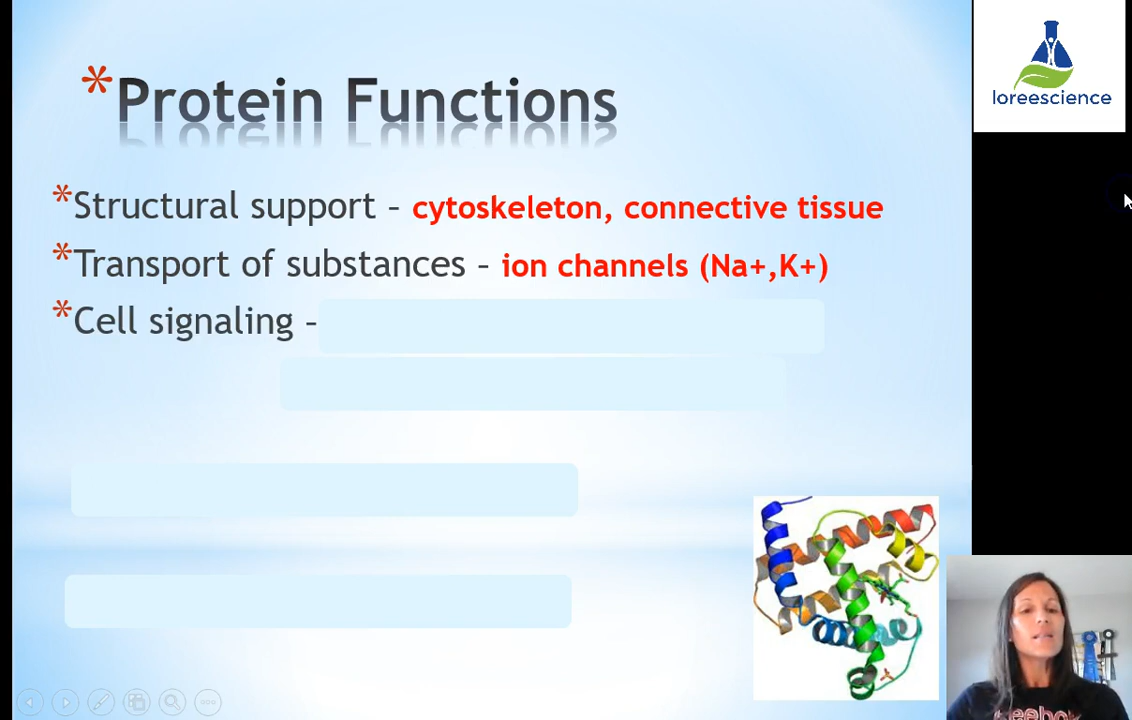 *Protein Functions
loreescience
*Structural support – cytoskeleton, connective tissue
*Transport of substances – ion channels (Na+,K+)
*Cell signaling –